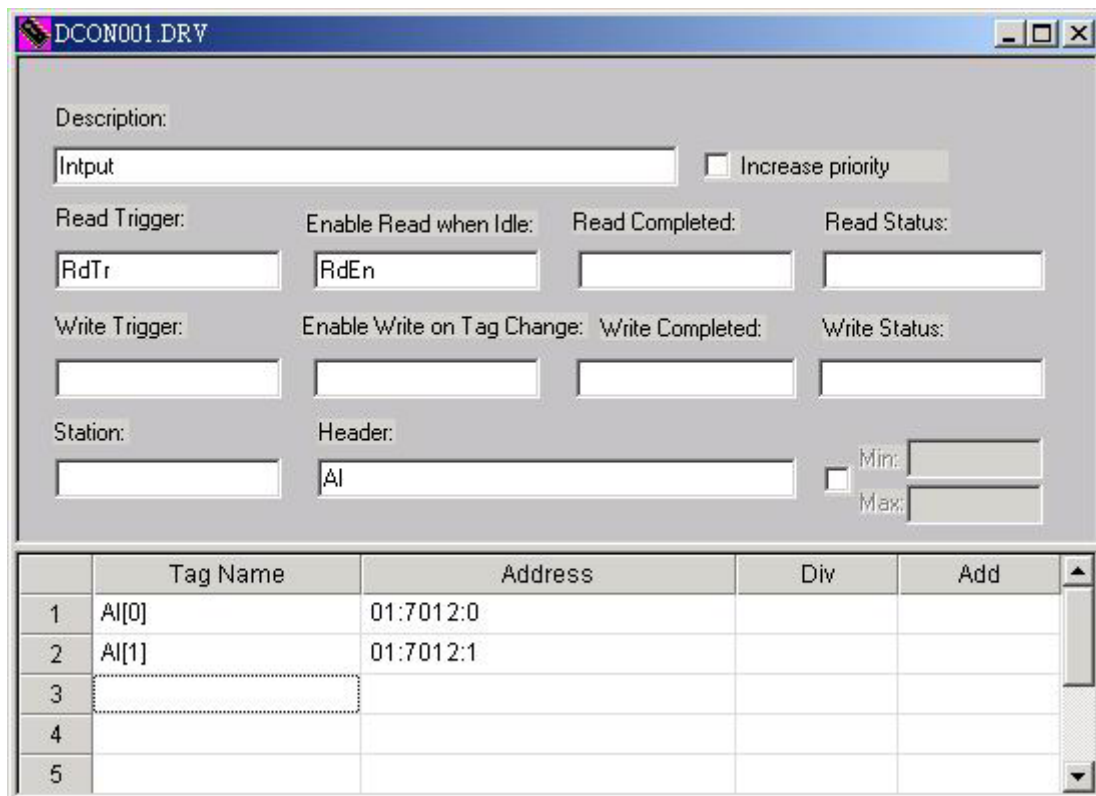 DCON001.DRV
Description:
Intput
Increase priority
Read Trigger: Enable Read when Idle: Read Completed: Read Status:
RdTr RdEn
Write Trigger: Enable Write on Tag Change: Write Completed: Write Status:
Station: Header:
AI
Min:
Max:
Tag Name Address Div Add
1 AI[0] 01:7012:0
2 AI[1] 01:7012:1
3
4
5